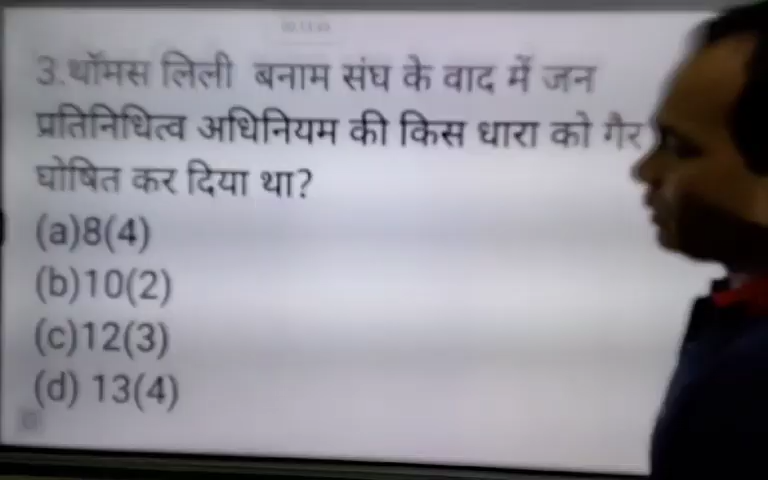 3.थॉमस लिली बनाम संघ के वाद में जन
प्रतिनिधित्व अधिनियम की किस धारा को गैर
घोषित कर दिया था?
(a)8(4)
(b)10(2)
(c)12(3)
(d) 13(4)